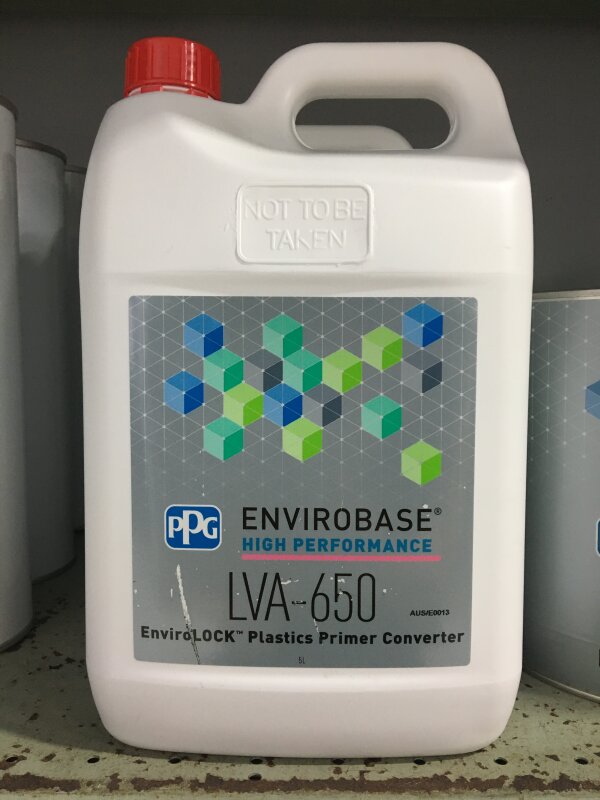 NOT TO BE
TAKEN
PPG
ENVIROBASE®
HIGH PERFORMANCE
LVA-650
AUS/E0013
EnviroLOCK™ Plastics Primer Converter
5L